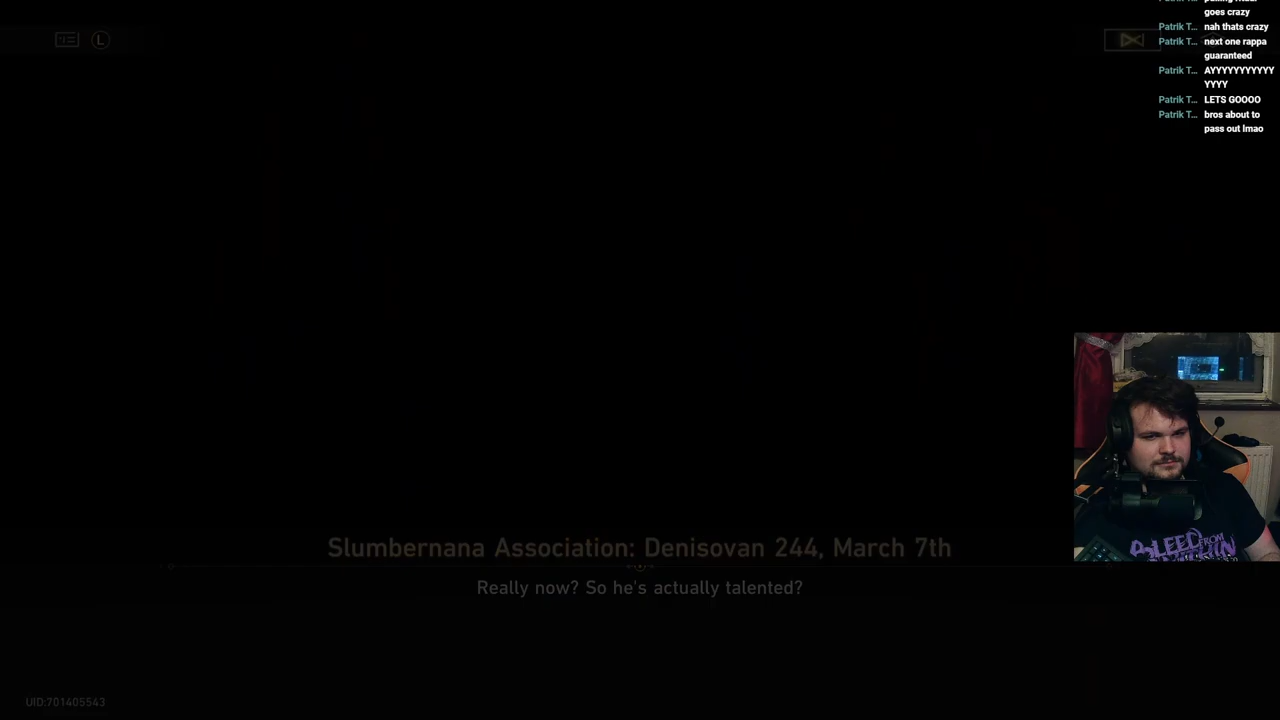 goes crazy
Patrik T... nah thats crazy
Patrik T... next one rappa
guaranteed
Patrik T... AYYYYYYYYYYY
YYYY
Patrik T... LETS GOOOO
Patrik T... bros about to
pass out lmao
L
ASLEEP FROM
Slumbernana Association: Denisovan 244, March 7th
Really now? So he's actually talented?
UID:701405543